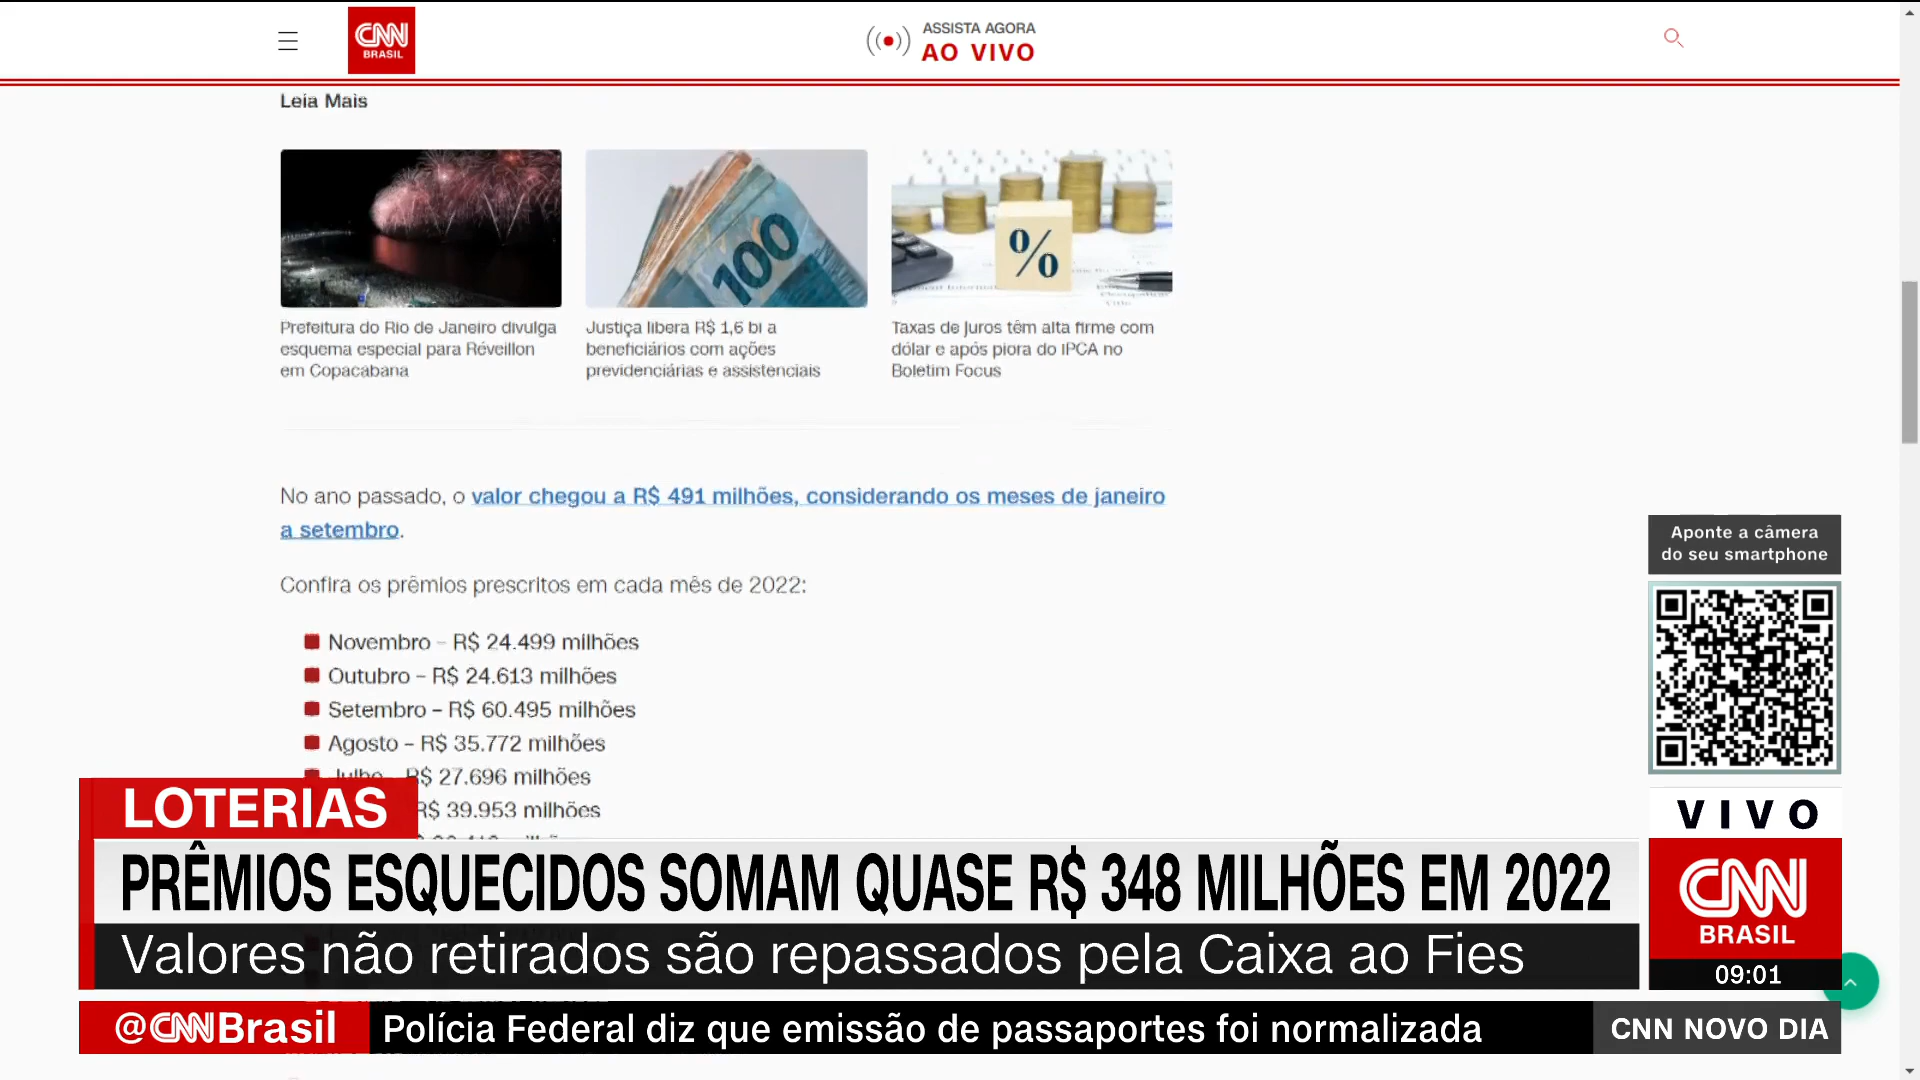 CNN
BRASIL
ASSISTA AGORA
AO VIVO
Leia Mais
100
%
Prefeitura do Rio de Janeiro divulga
esquema especial para Réveillon
em Copacabana
Justiça libera R$ 1,6 bi a
beneficiários com ações
previdenciárias e assistenciais
Taxas de juros têm alta firme com
dólar e após piora do IPCA no
Boletim Focus
No ano passado, o valor chegou a R$ 491 milhões, considerando os meses de janeiro
a setembro.
Confira os prêmios prescritos em cada mês de 2022:
Novembro – R$ 24.499 milhões
Outubro – R$ 24.613 milhões
Setembro – R$ 60.495 milhões
Agosto – R$ 35.772 milhões
Julho – R$ 27.696 milhões
R$ 39.953 milhões
Aponte a câmera
do seu smartphone
LOTERIAS
PRÊMIOS ESQUECIDOS SOMAM QUASE R$ 348 MILHÕES EM 2022
Valores não retirados são repassados pela Caixa ao Fies
VIVO
CNN
BRASIL
09:01
@CNNBrasil
Polícia Federal diz que emissão de passaportes foi normalizada
CNN NOVO DIA